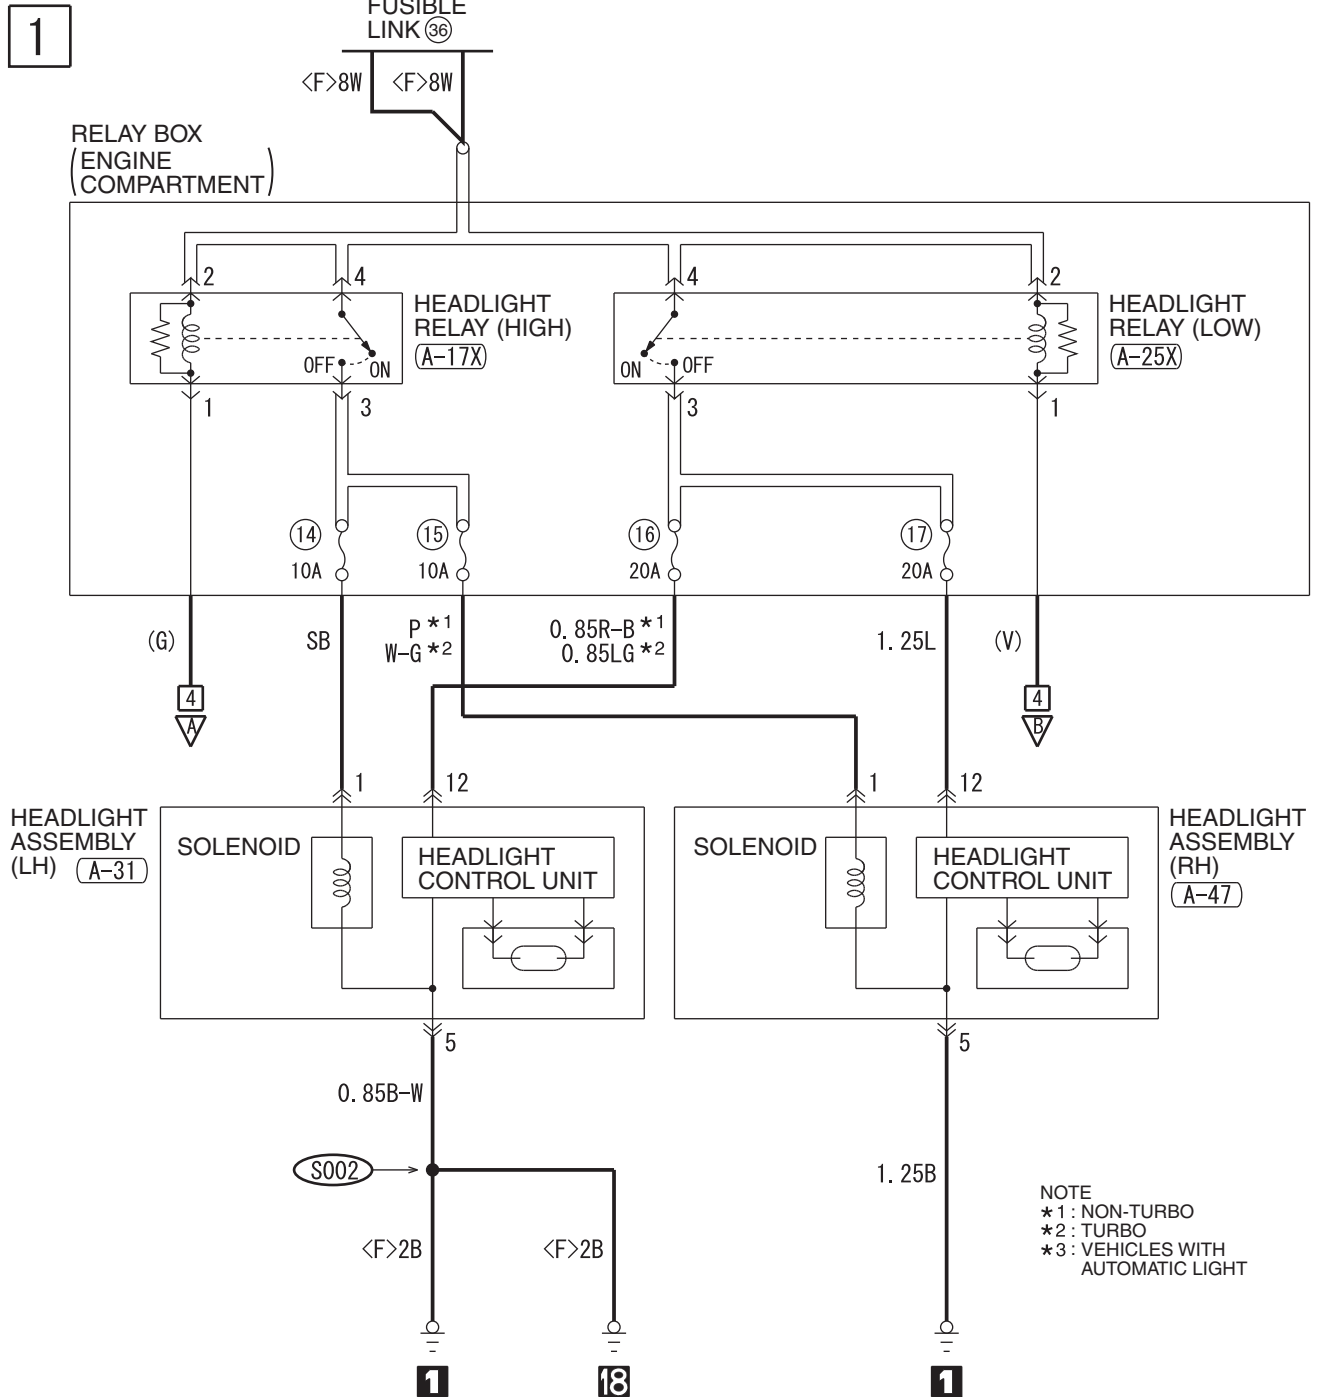 1
FUSIBLE
LINK 36
<F>8W <F>8W
RELAY BOX
(ENGINE
COMPARTMENT)
2 4 4 2
HEADLIGHT
RELAY (HIGH)
A-17X
HEADLIGHT
RELAY (LOW)
A-25X
OFF ON
ON OFF
1 3 3 1
14 15 16 17
10A 10A 20A 20A
(G) SB
P *1
W-G *2
0.85R-B *1
0.85LG *2
1.25L (V)
4 4
A B
1 12 1 12
HEADLIGHT
ASSEMBLY
(LH) A-31
SOLENOID
HEADLIGHT
CONTROL UNIT
SOLENOID
HEADLIGHT
CONTROL UNIT
HEADLIGHT
ASSEMBLY
(RH)
A-47
5 5
0.85B-W
S002
1.25B
<F>2B <F>2B
NOTE
*1 : NON-TURBO
*2 : TURBO
*3 : VEHICLES WITH
AUTOMATIC LIGHT
1 18 1